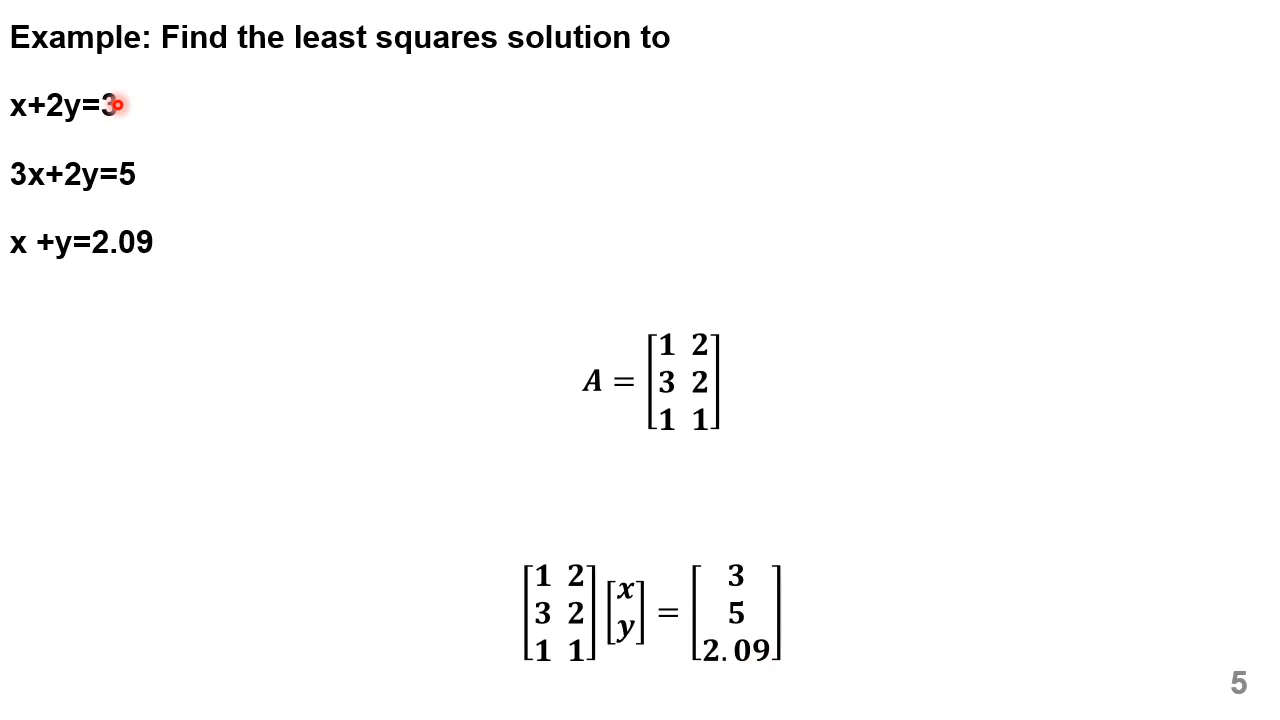 Example: Find the least squares solution to
x+2y=3
3x+2y=5
x +y=2.09
A = [1 2
3 2
1 1]
[1 2
3 2
1 1] [x
y] = [3
5
2.09]
5